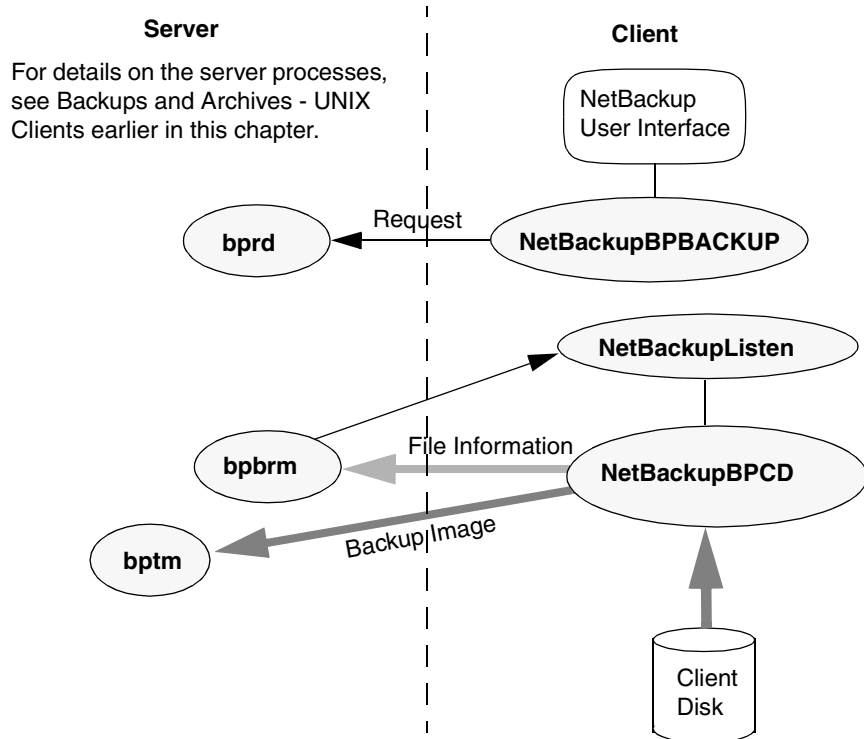 Server
Client
For details on the server processes,
see Backups and Archives - UNIX
Clients earlier in this chapter.
NetBackup
User Interface
Request
bprd
NetBackupBPBACKUP
NetBackupListen
File Information
bpbrm
NetBackupBPCD
Backup Image
bptm
Client
Disk